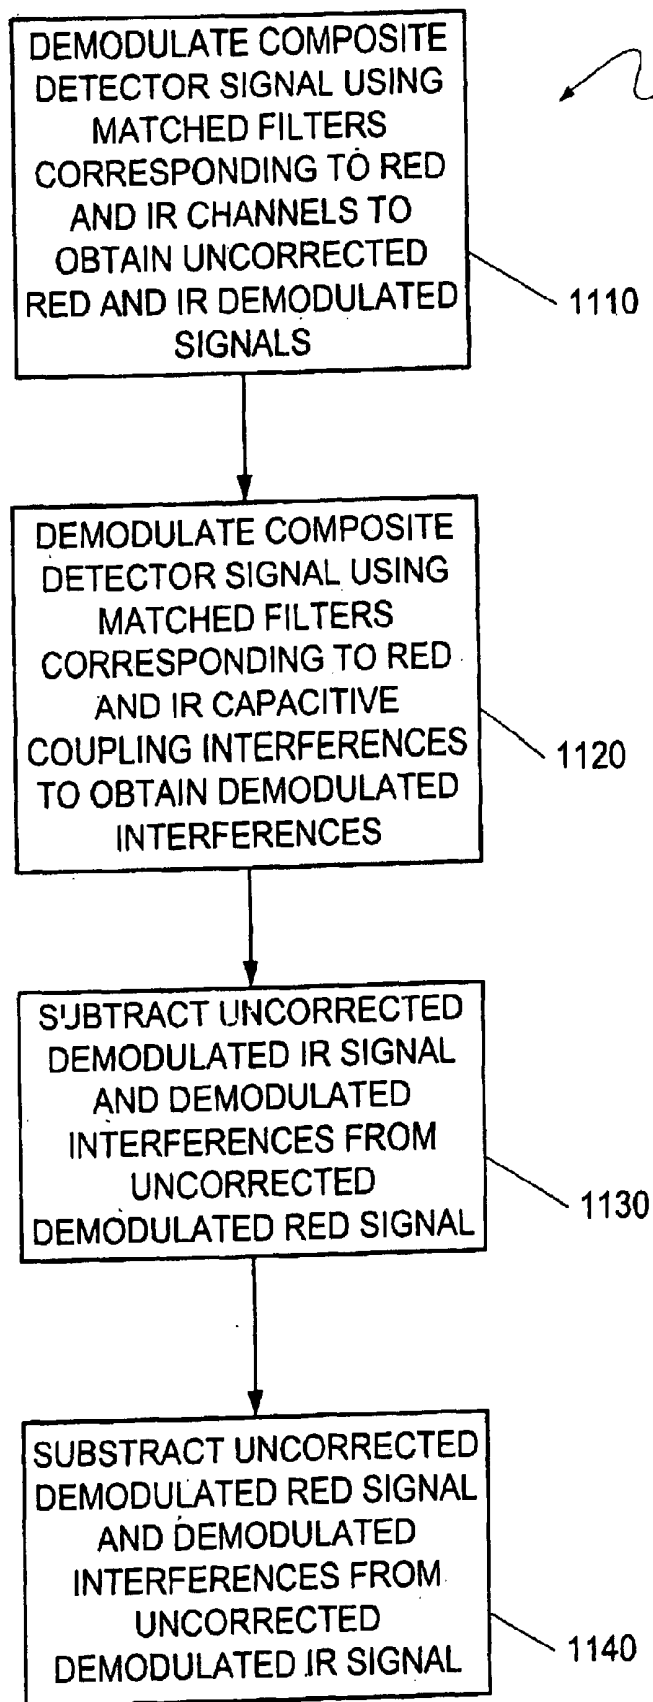 DEMODULATE COMPOSITE
DETECTOR SIGNAL USING
MATCHED FILTERS
CORRESPONDING TO RED
AND IR CHANNELS TO
OBTAIN UNCORRECTED
RED AND IR DEMODULATED
SIGNALS
1110
DEMODULATE COMPOSITE
DETECTOR SIGNAL USING
MATCHED FILTERS
CORRESPONDING TO RED
AND IR CAPACITIVE
COUPLING INTERFERENCES
TO OBTAIN DEMODULATED
INTERFERENCES
1120
SUBTRACT UNCORRECTED
DEMODULATED IR SIGNAL
AND DEMODULATED
INTERFERENCES FROM
UNCORRECTED
DEMODULATED RED SIGNAL
1130
SUBSTRACT UNCORRECTED
DEMODULATED RED SIGNAL
AND DEMODULATED
INTERFERENCES FROM
UNCORRECTED
DEMODULATED IR SIGNAL
1140